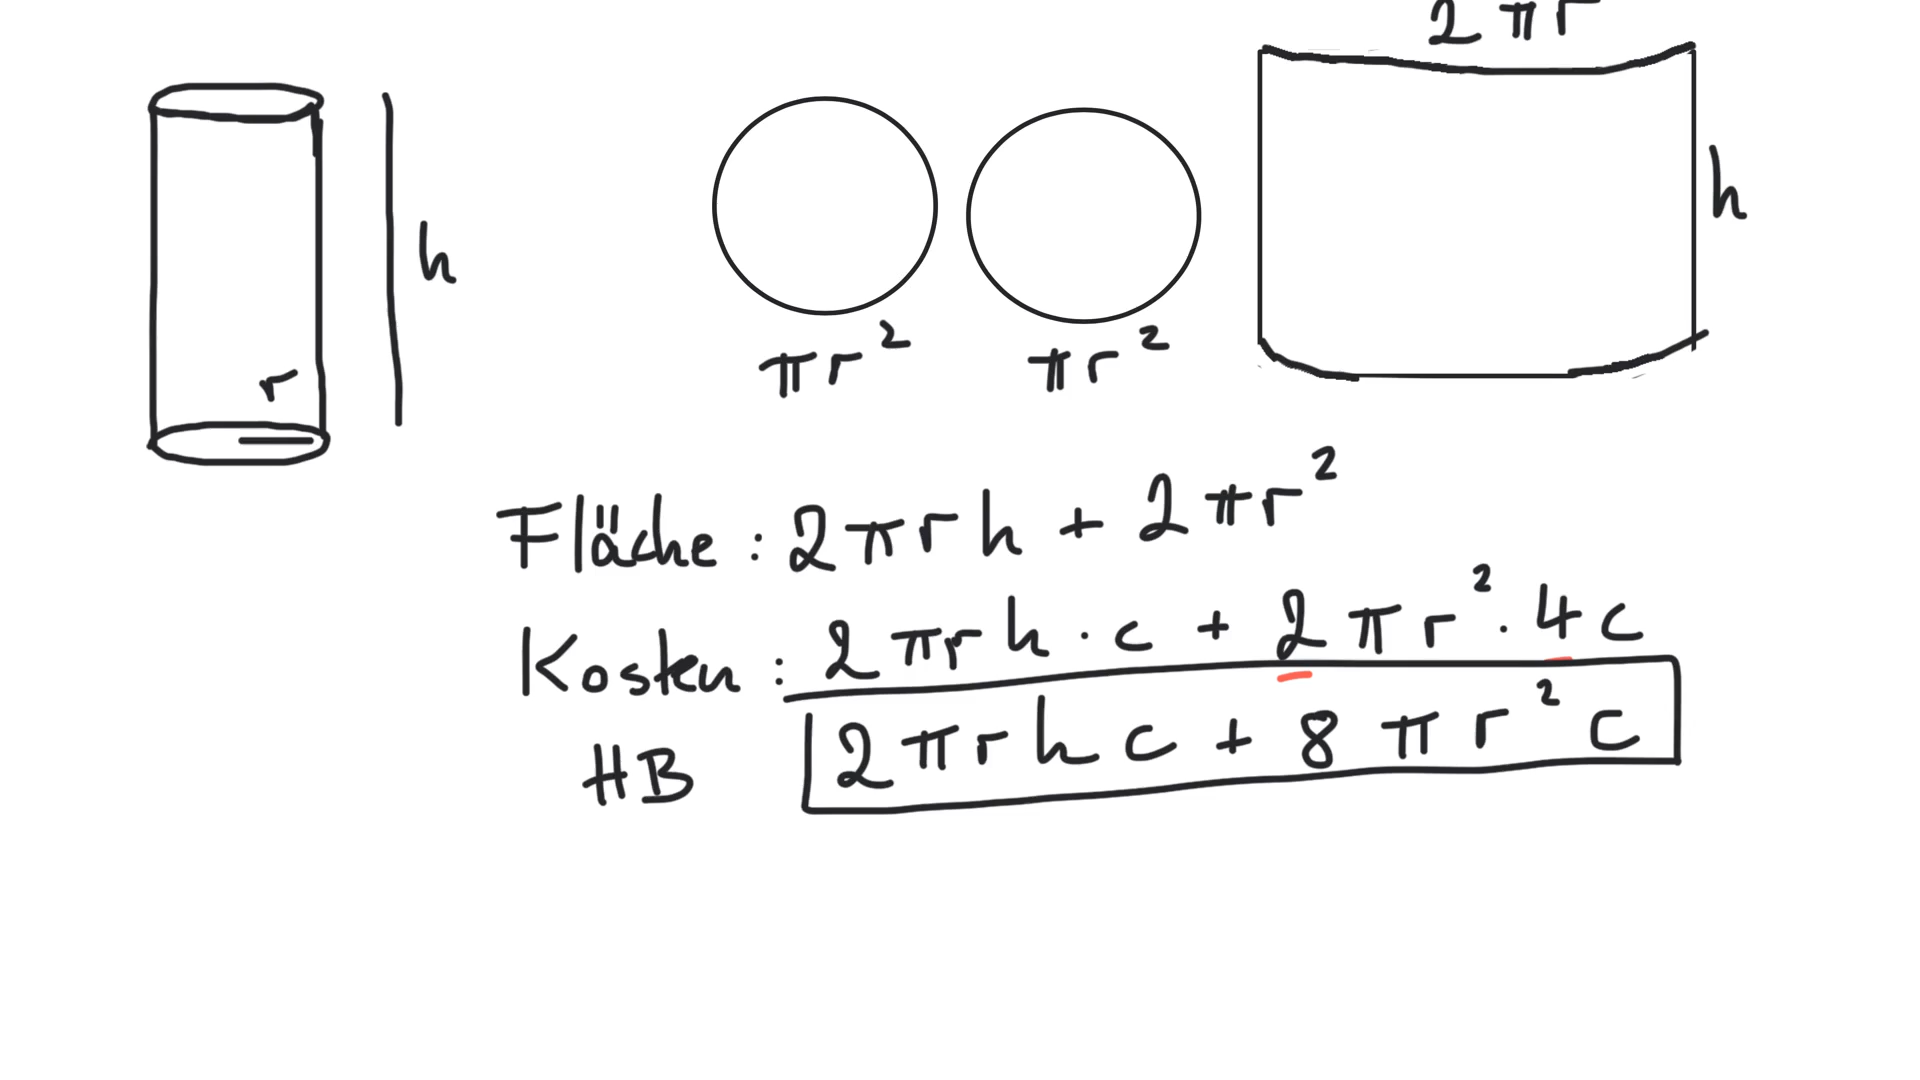 2πr
h
h
r
πr²
πr²
Fläche : 2πrh + 2πr²
Kosten : 2πrh · c + 2πr² · 4c
HB 2πrhc + 8πr²c